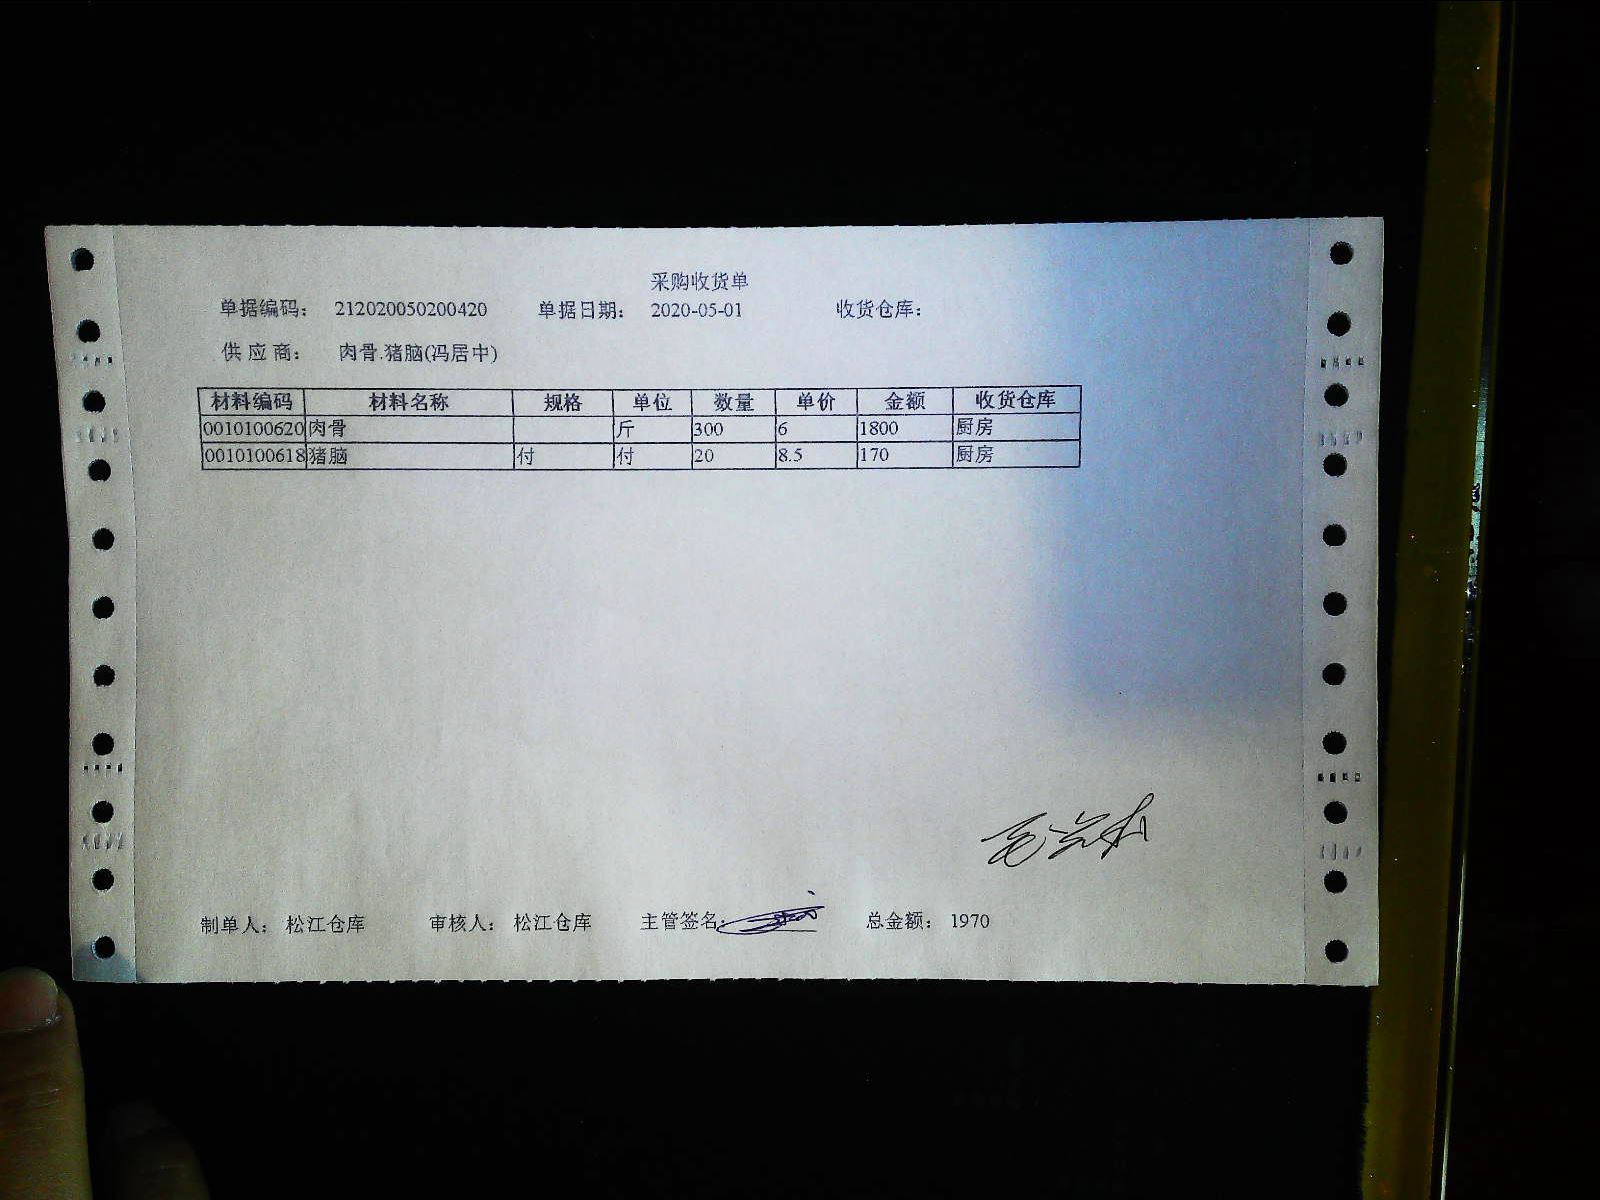 采购收货单
单据编码： 212020050200420 单据日期： 2020-05-01 收货仓库：
供 应 商： 肉骨.猪脑(冯居中)
材料编码 材料名称 规格 单位 数量 单价 金额 收货仓库
0010100620 肉骨 斤 300 6 1800 厨房
0010100618 猪脑 付 付 20 8.5 170 厨房
制单人： 松江仓库 审核人： 松江仓库 主管签名： 总金额： 1970